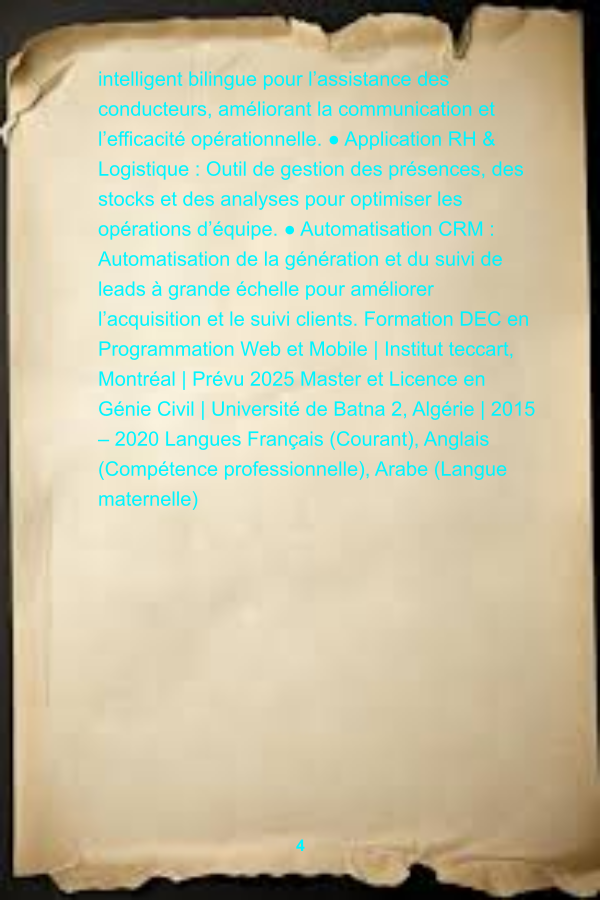 intelligent bilingue pour l’assistance des
conducteurs, améliorant la communication et
l’efficacité opérationnelle. ● Application RH &
Logistique : Outil de gestion des présences, des
stocks et des analyses pour optimiser les
opérations d’équipe. ● Automatisation CRM :
Automatisation de la génération et du suivi de
leads à grande échelle pour améliorer
l’acquisition et le suivi clients. Formation DEC en
Programmation Web et Mobile | Institut teccart,
Montréal | Prévu 2025 Master et Licence en
Génie Civil | Université de Batna 2, Algérie | 2015
– 2020 Langues Français (Courant), Anglais
(Compétence professionnelle), Arabe (Langue
maternelle)
4